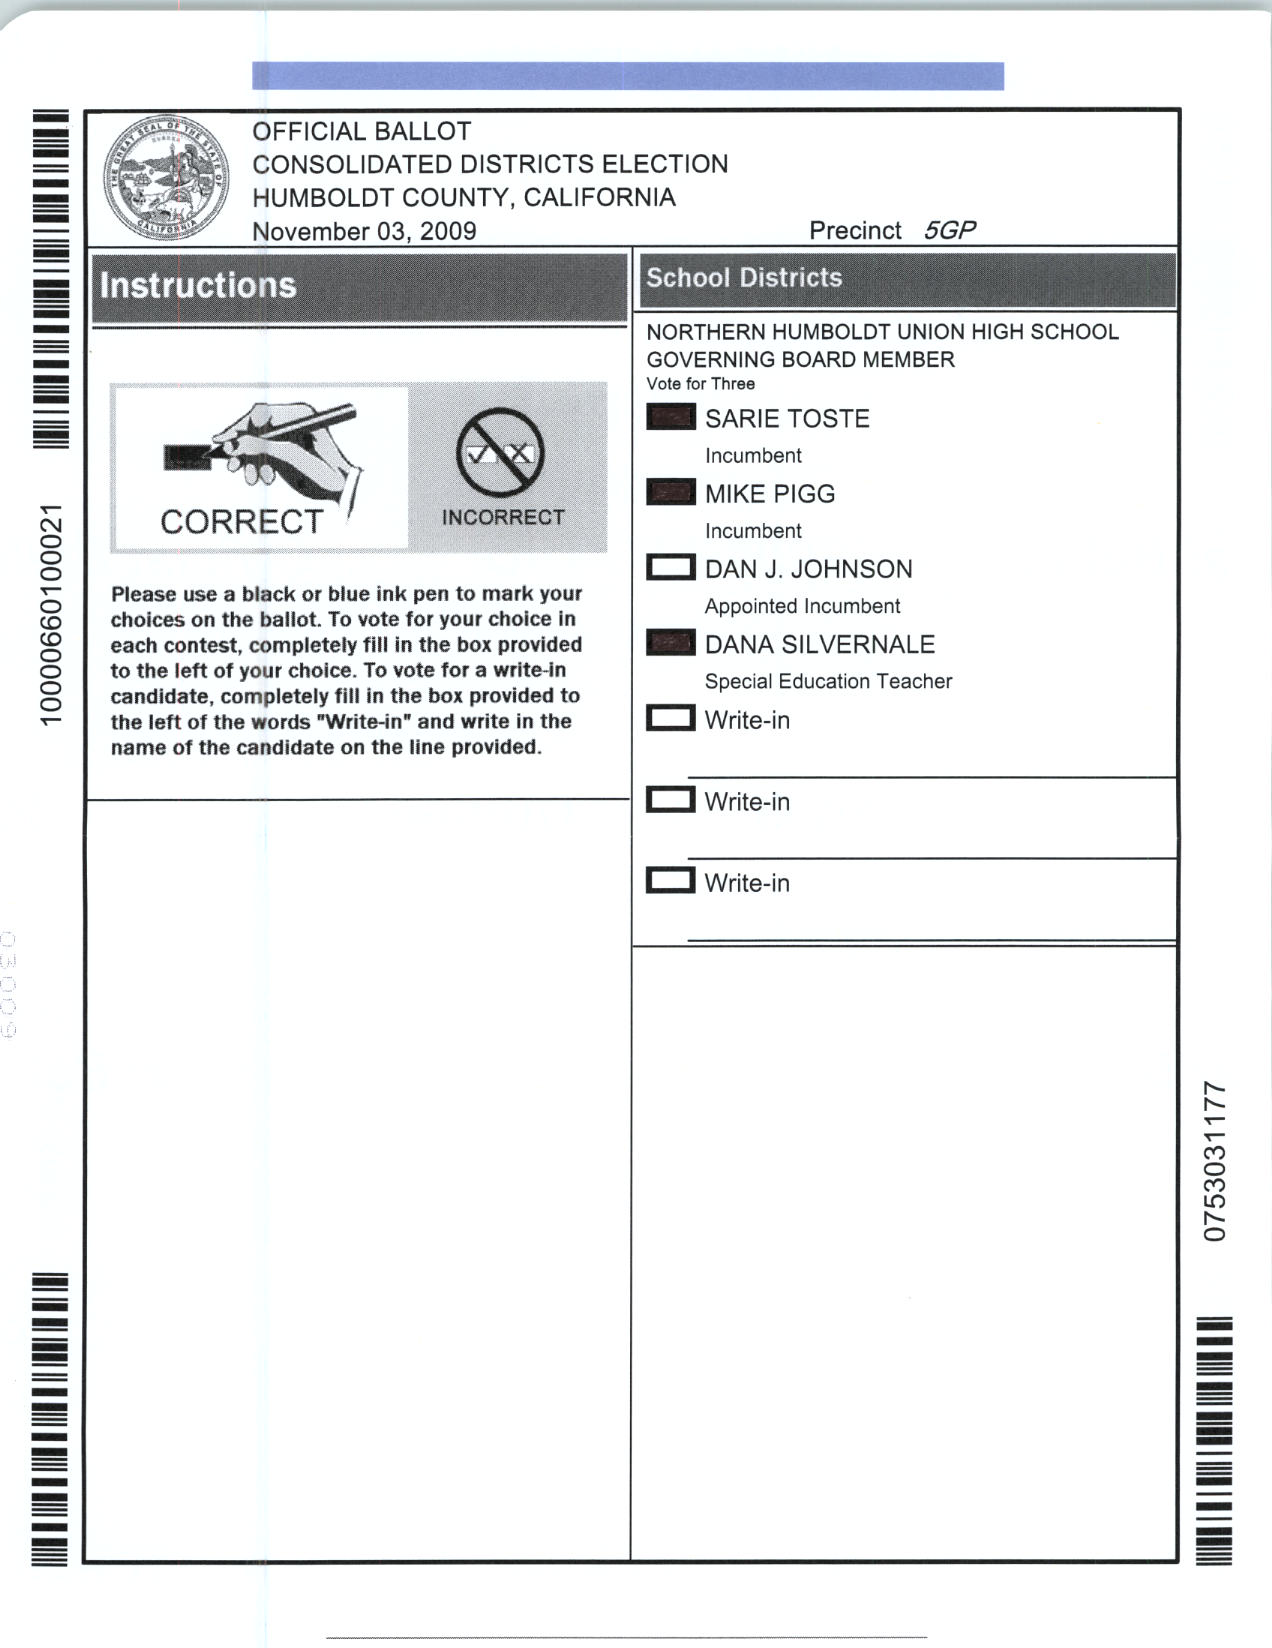 OFFICIAL BALLOT
CONSOLIDATED DISTRICTS ELECTION
HUMBOLDT COUNTY, CALIFORNIA
November 03, 2009
Precinct 5GP
THE GREAT SEAL OF THE STATE OF CALIFORNIA
Instructions
CORRECT
INCORRECT
Please use a black or blue ink pen to mark your
choices on the ballot. To vote for your choice in
each contest, completely fill in the box provided
to the left of your choice. To vote for a write-in
candidate, completely fill in the box provided to
the left of the words "Write-in" and write in the
name of the candidate on the line provided.
School Districts
NORTHERN HUMBOLDT UNION HIGH SCHOOL
GOVERNING BOARD MEMBER
Vote for Three
SARIE TOSTE
Incumbent
MIKE PIGG
Incumbent
DAN J. JOHNSON
Appointed Incumbent
DANA SILVERNALE
Special Education Teacher
Write-in
Write-in
Write-in
10000660100021
0753031177